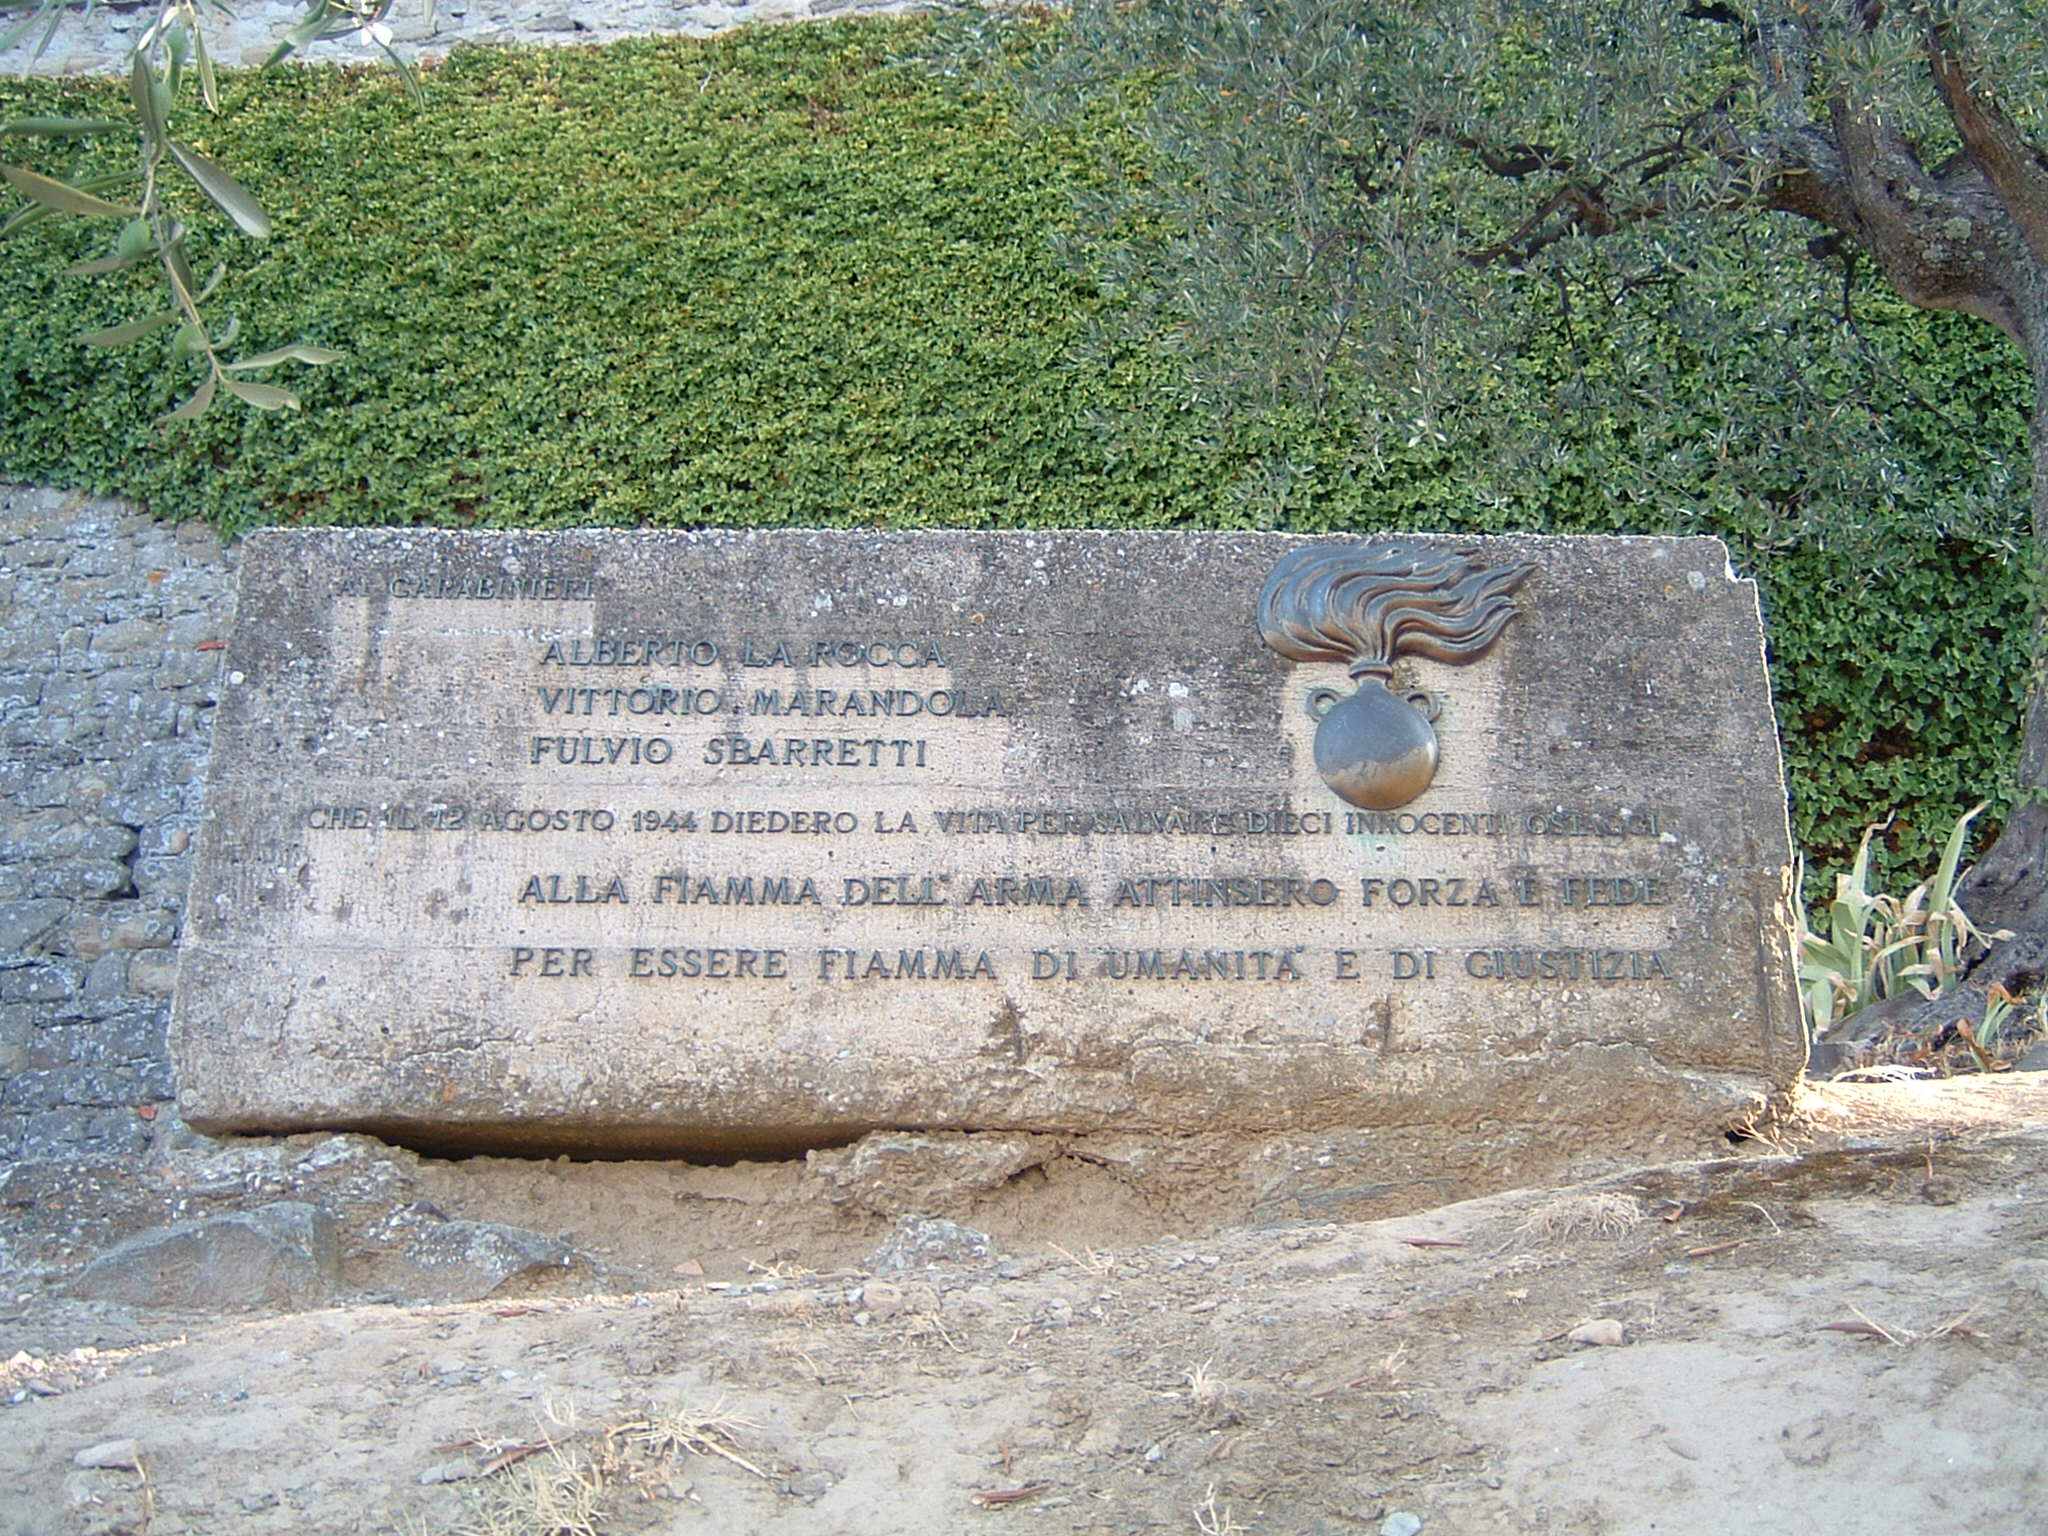 AI CARABINIERI
ALBERTO LA ROCCA
VITTORIO MARANDOLA
FULVIO SBARRETTI
CHE IL 12 AGOSTO 1944 DIEDERO LA VITA PER SALVARE DIECI INNOCENTI OSTAGGI
ALLA FIAMMA DELL' ARMA ATTINSERO FORZA E FEDE
PER ESSERE FIAMMA DI UMANITA' E DI GIUSTIZIA